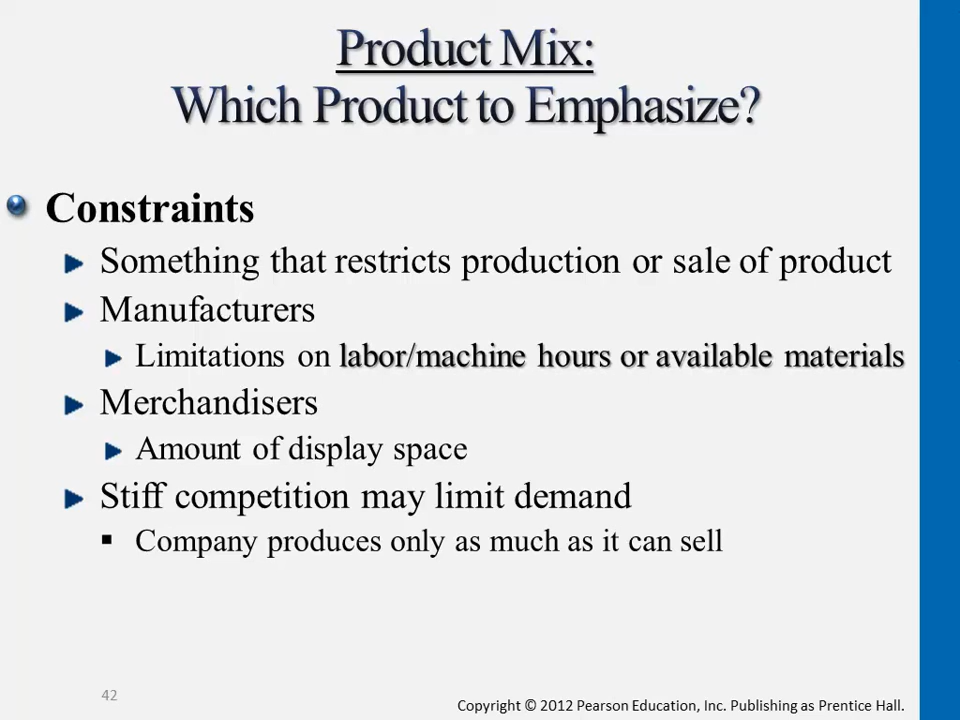 Product Mix:
Which Product to Emphasize?
Constraints
Something that restricts production or sale of product
Manufacturers
Limitations on labor/machine hours or available materials
Merchandisers
Amount of display space
Stiff competition may limit demand
Company produces only as much as it can sell
42
Copyright © 2012 Pearson Education, Inc. Publishing as Prentice Hall.